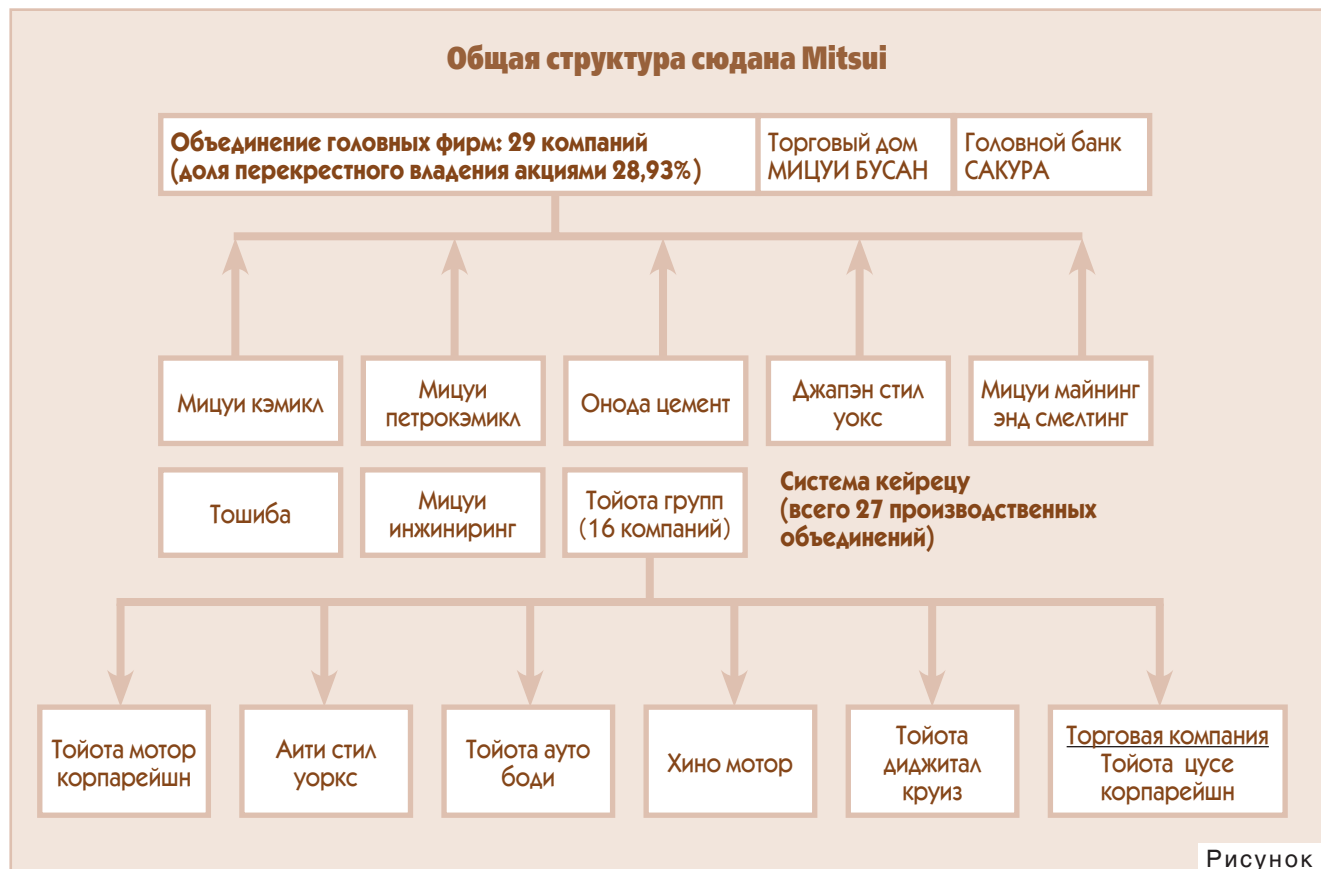 Общая структура сюдана Mitsui
Объединение головных фирм: 29 компаний
(доля перекрестного владения акциями 28,93%)
Торговый дом
МИЦУИ БУСАН
Головной банк
САКУРА
Мицуи кэмикл
Мицуи
петрокэмикл
Онода цемент
Джапэн стил
уокс
Мицуи майнинг
энд смелтинг
Тошиба
Мицуи
инжиниринг
Тойота групп
(16 компаний)
Система кейрецу
(всего 27 производственных
объединений)
Тойота мотор
корпарейшн
Аити стил
уоркс
Тойота ауто
боди
Хино мотор
Тойота
диджитал
круиз
Торговая компания
Тойота цусе
корпарейшн
Рисунок